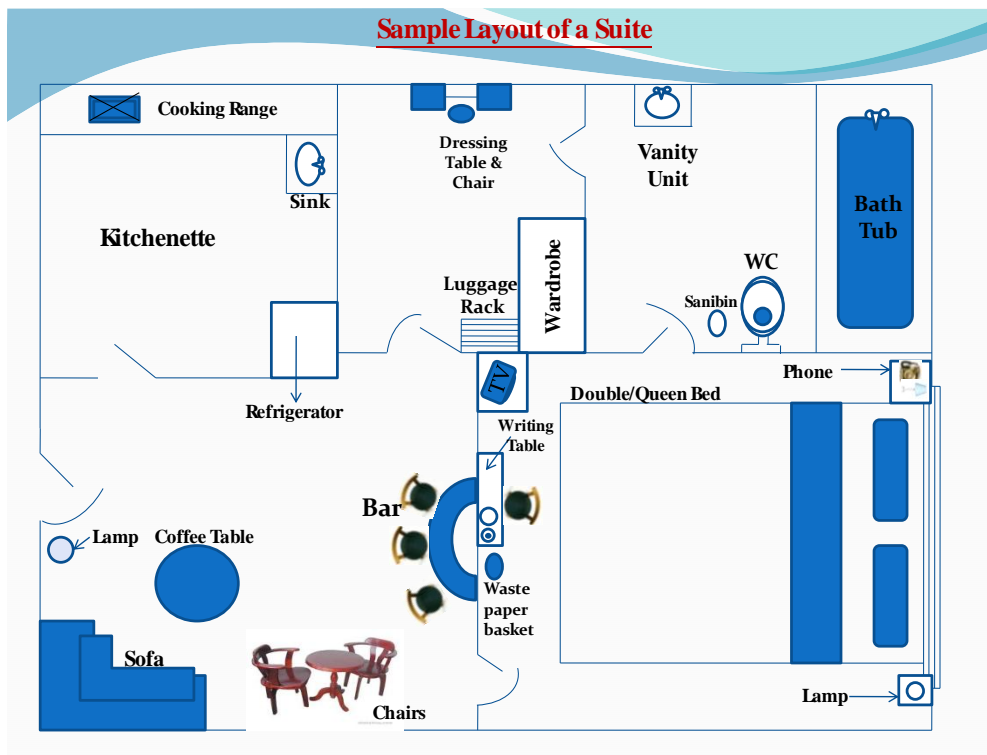 Sample Layout of a Suite
Cooking Range
Dressing
Table &
Chair
Vanity
Unit
Sink
Bath
Tub
Kitchenette
Wardrobe
WC
Luggage
Rack
Sanibin
TV
Phone
Refrigerator
Double/Queen Bed
Writing
Table
Bar
Lamp
Coffee Table
Waste
paper
basket
Sofa
Chairs
Lamp